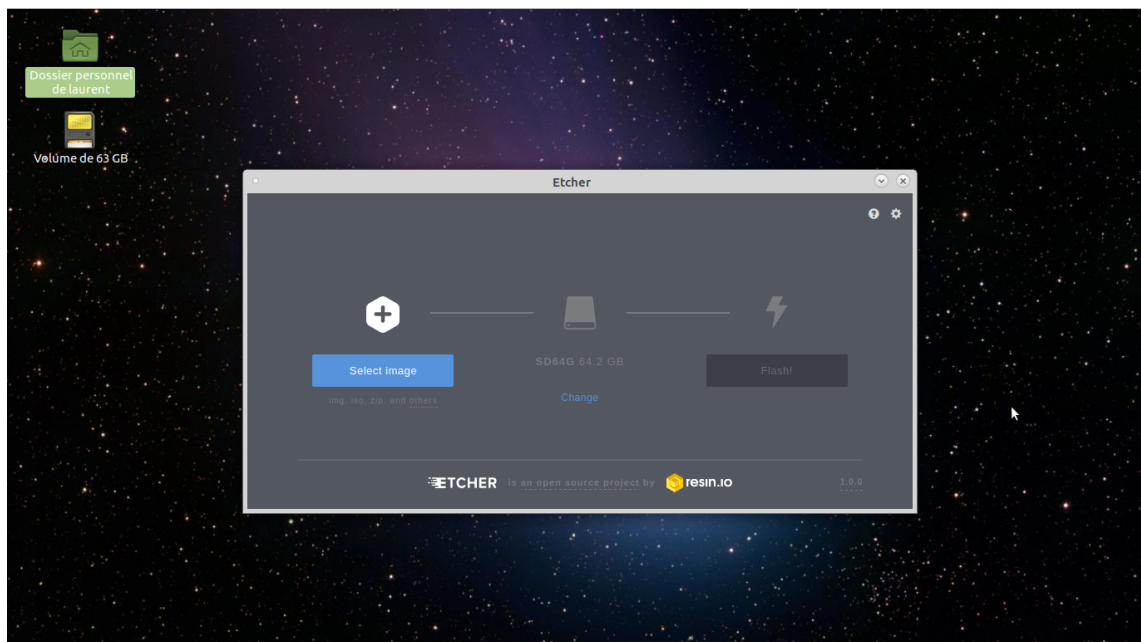 Dossier personnel
de laurent
Volume de 63 GB
Etcher
Select image
img, iso, zip, and others
SD64G 64.2 GB
Change
Flash!
ETCHER is an open source project by resin.io
1.0.0